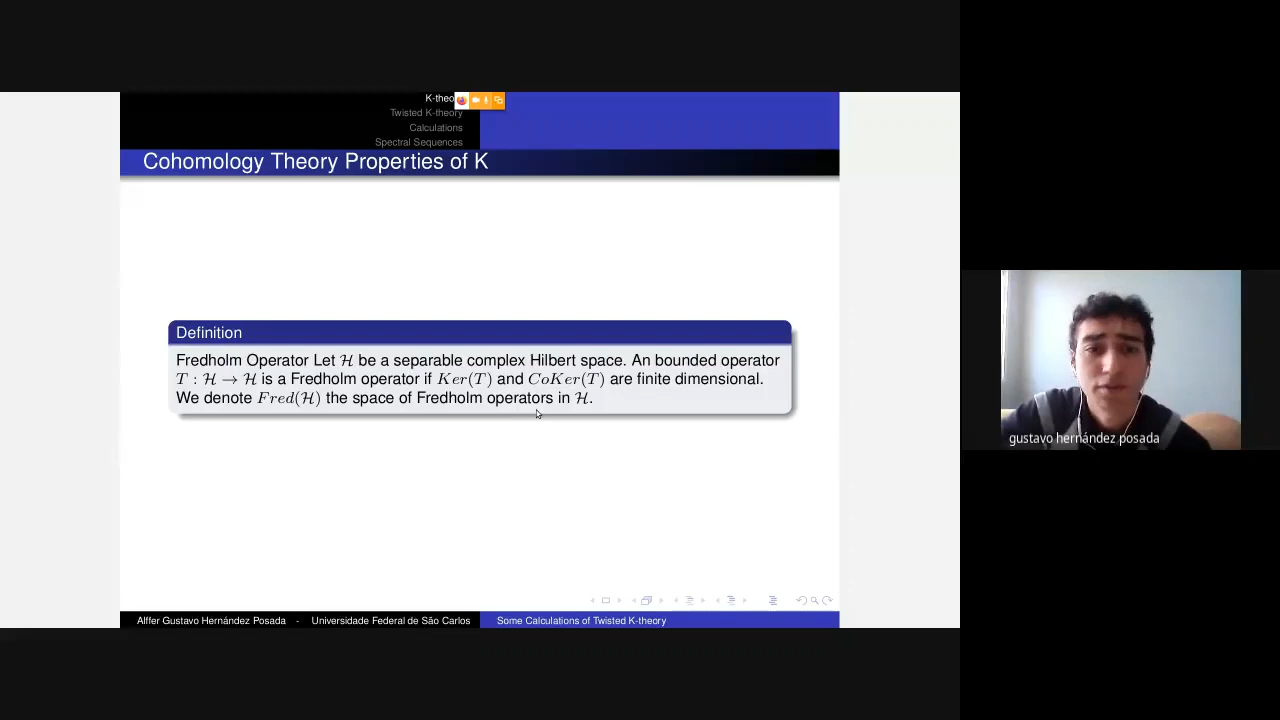 K-theo
Twisted K-theory
Calculations
Spectral Sequences
Cohomology Theory Properties of K
Definition
Fredholm Operator Let ℋ be a separable complex Hilbert space. An bounded operator
T : ℋ → ℋ is a Fredholm operator if Ker(T) and CoKer(T) are finite dimensional.
We denote Fred(ℋ) the space of Fredholm operators in ℋ.
gustavo hernández posada
Alffer Gustavo Hernández Posada - Universidade Federal de São Carlos Some Calculations of Twisted K-theory